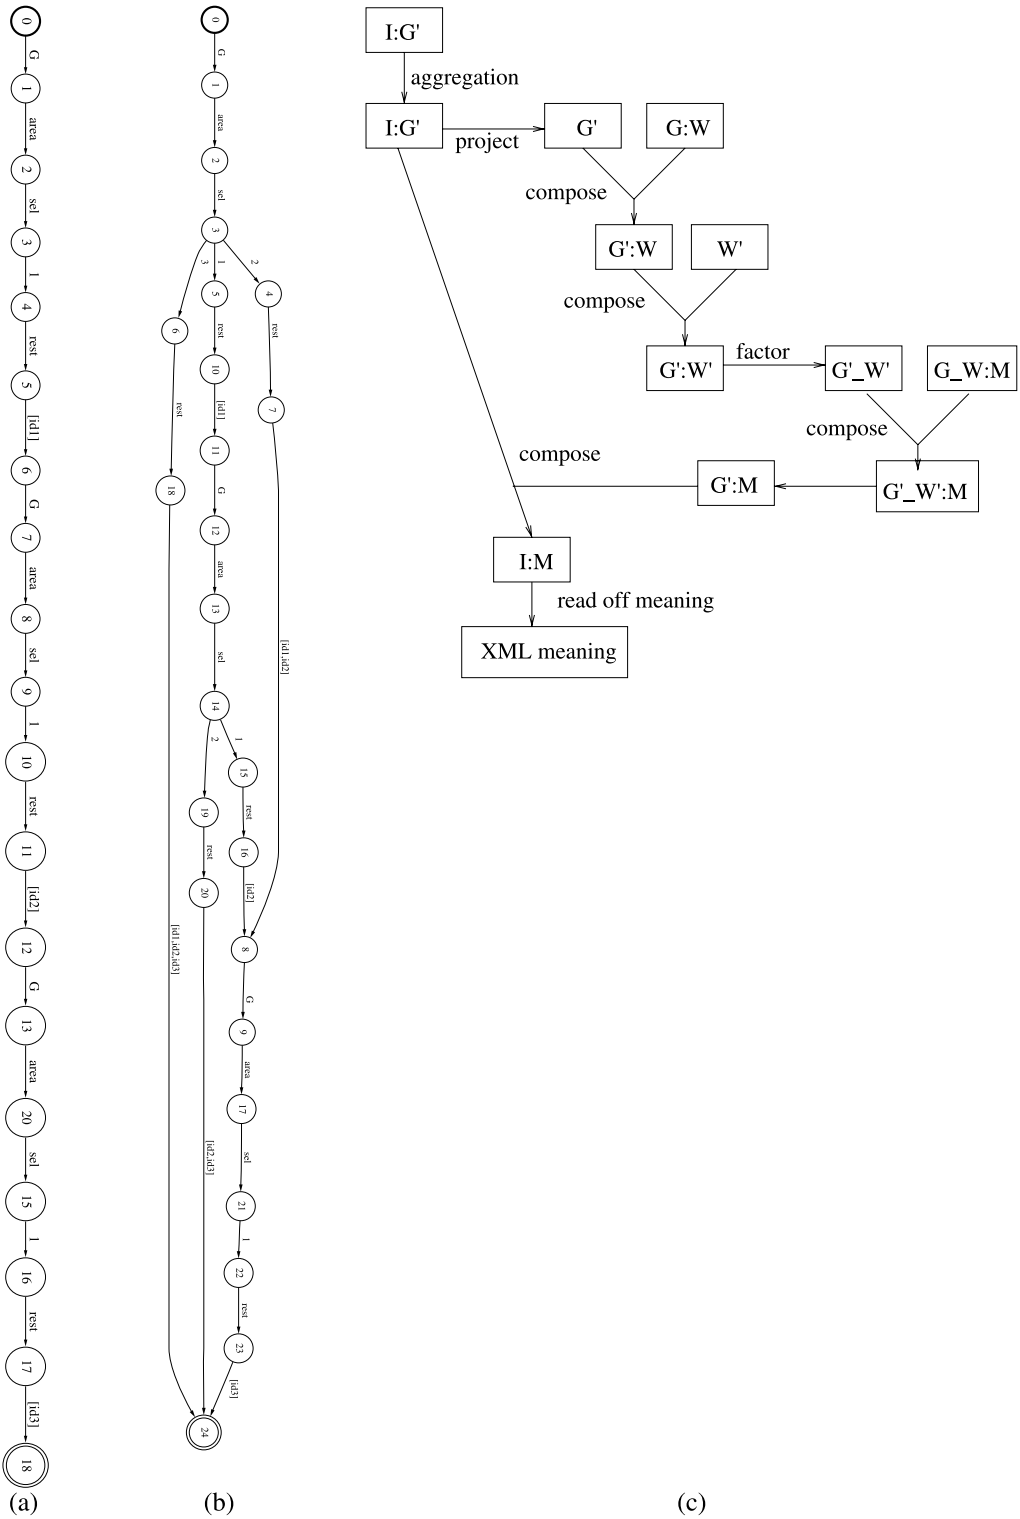 0
G
1
area
2
sel
3
1
4
rest
5
[id1]
6
G
7
area
8
sel
9
1
10
rest
11
[id2]
12
G
13
area
20
sel
15
1
16
rest
17
[id3]
18
(a)
0
G
1
area
2
sel
3
3
1
2
4
5
6
rest
rest
rest
10
7
[id1]
18
11
G
12
area
13
sel
[id1,id2]
14
2
1
15
19
rest
rest
16
20
[id2]
8
[id1,id2,id3]
G
9
area
17
[id2,id3]
sel
21
1
22
rest
23
[id3]
24
(b)
I:G'
aggregation
I:G'
project
G'
G:W
compose
G':W
W'
compose
G':W'
factor
G'_W'
G_W:M
compose
compose
G':M
G'_W':M
I:M
read off meaning
XML meaning
(c)